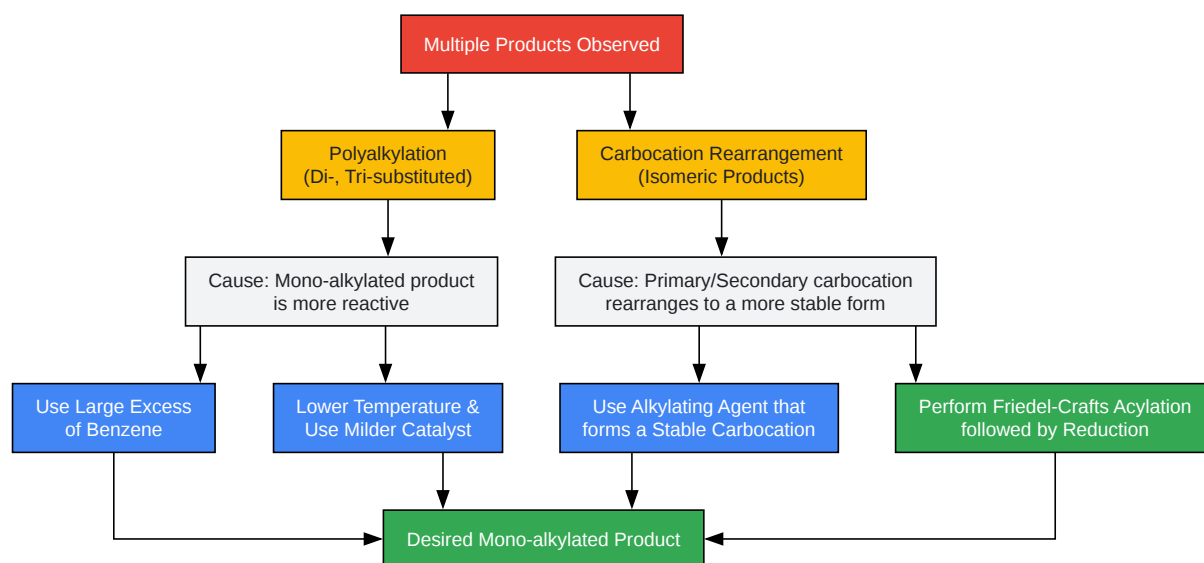 Multiple Products Observed
Polyalkylation
(Di-, Tri-substituted)
Carbocation Rearrangement
(Isomeric Products)
Cause: Mono-alkylated product
is more reactive
Cause: Primary/Secondary carbocation
rearranges to a more stable form
Use Large Excess
of Benzene
Lower Temperature &
Use Milder Catalyst
Use Alkylating Agent that
forms a Stable Carbocation
Perform Friedel-Crafts Acylation
followed by Reduction
Desired Mono-alkylated Product